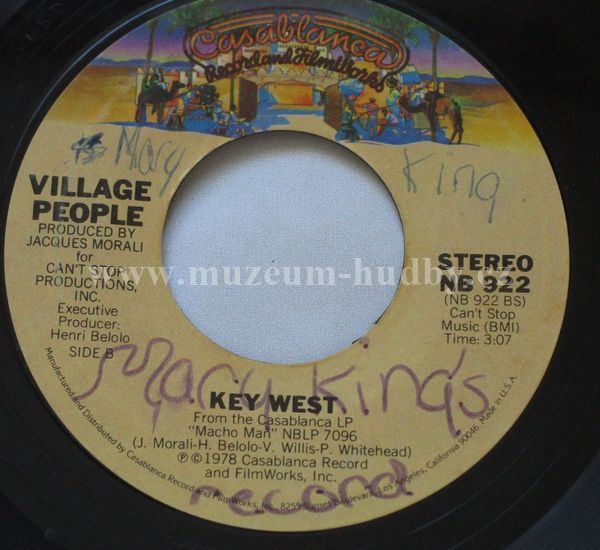 Casablanca
Record and FilmWorks
Mary King
VILLAGE
PEOPLE
PRODUCED BY
JACQUES MORALI
for
CAN'T STOP
PRODUCTIONS,
INC.
Executive
Producer:
Henri Belolo
SIDE B
STEREO
NB 922
(NB 922 BS)
Can't Stop
Music (BMI)
Time: 3:07
www.muzeum-hudby.cz
Mary King's
record
KEY WEST
From the Casablanca LP
"Macho Man" NBLP 7096
(J. Morali-H. Belolo-V. Willis-P. Whitehead)
℗ © 1978 Casablanca Record
and FilmWorks, Inc.
Manufactured and Distributed by Casablanca Record and FilmWorks, Inc. 8255 Sunset Boulevard, Los Angeles, California 90046. Made in U.S.A.